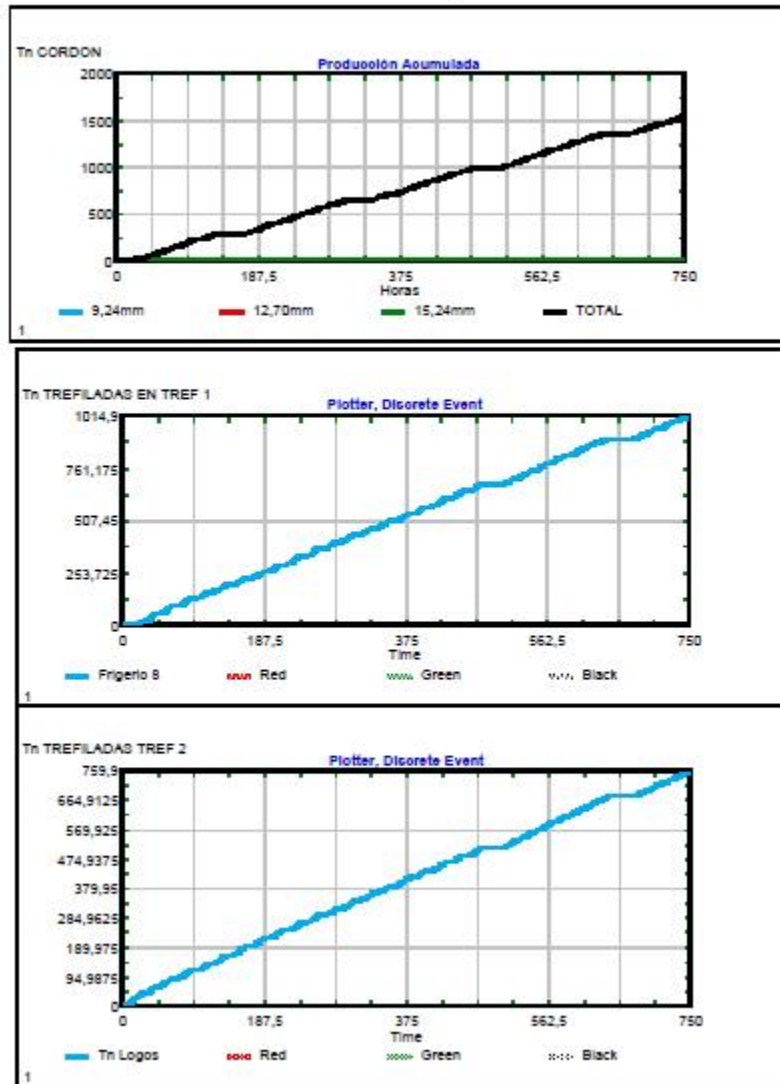 Tn CORDON
Producción Acumulada
2000
1500
1000
500
0
0 187,5 375 562,5 750
Horas
9,24mm 12,70mm 15,24mm TOTAL
1
Tn TREFILADAS EN TREF 1
Plotter, Discrete Event
1014,9
761,175
507,45
253,725
0
0 187,5 375 562,5 750
Time
Frigerio 8 Red Green Black
1
Tn TREFILADAS TREF 2
Plotter, Discrete Event
759,9
664,9125
569,925
474,9375
379,95
284,9625
189,975
94,9875
0
0 187,5 375 562,5 750
Time
Tn Logos Red Green Black
1